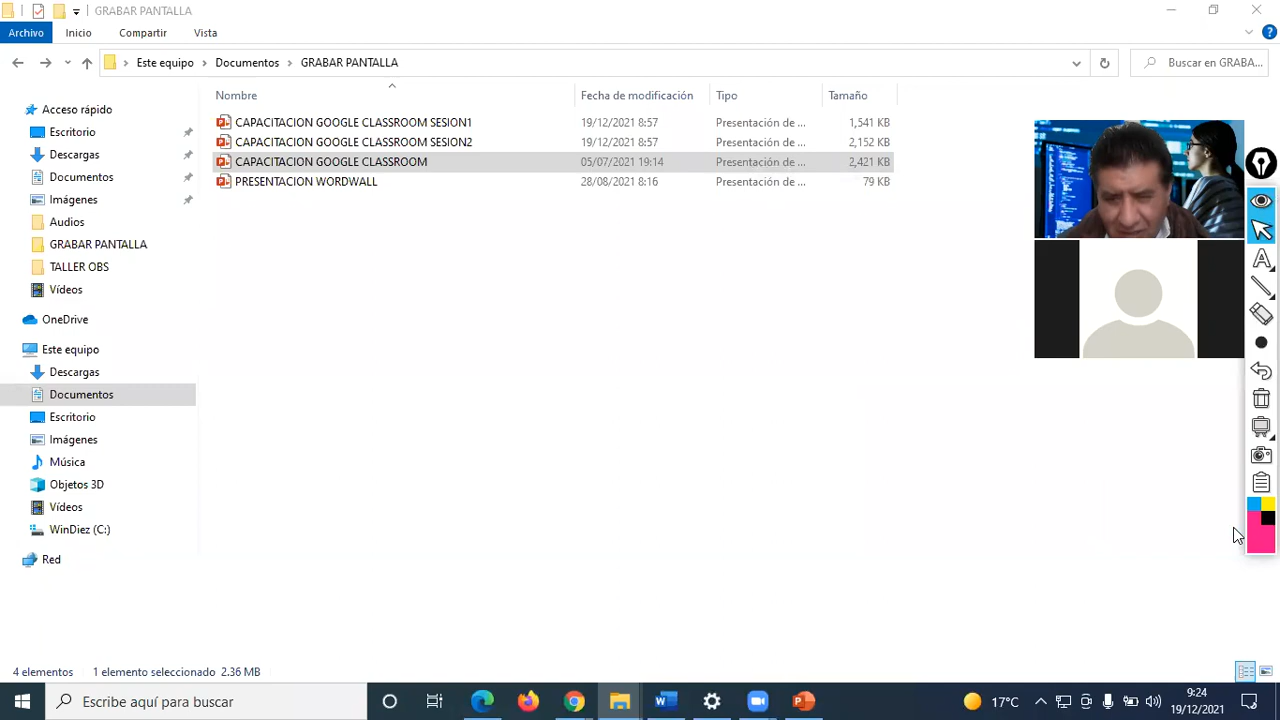 GRABAR PANTALLA
Archivo Inicio Compartir Vista
Este equipo Documentos GRABAR PANTALLA Buscar en GRABA...
Nombre Fecha de modificación Tipo Tamaño
CAPACITACION GOOGLE CLASSROOM SESION1 19/12/2021 8:57 Presentación de ... 1,541 KB
CAPACITACION GOOGLE CLASSROOM SESION2 19/12/2021 8:57 Presentación de ... 2,152 KB
CAPACITACION GOOGLE CLASSROOM 05/07/2021 19:14 Presentación de ... 2,421 KB
PRESENTACION WORDWALL 28/08/2021 8:16 Presentación de ... 79 KB
Acceso rápido
Escritorio
Descargas
Documentos
Imágenes
Audios
GRABAR PANTALLA
TALLER OBS
Vídeos
OneDrive
Este equipo
Descargas
Documentos
Escritorio
Imágenes
Música
Objetos 3D
Vídeos
WinDiez (C:)
Red
4 elementos 1 elemento seleccionado 2.36 MB
Escribe aquí para buscar
17°C
9:24
19/12/2021